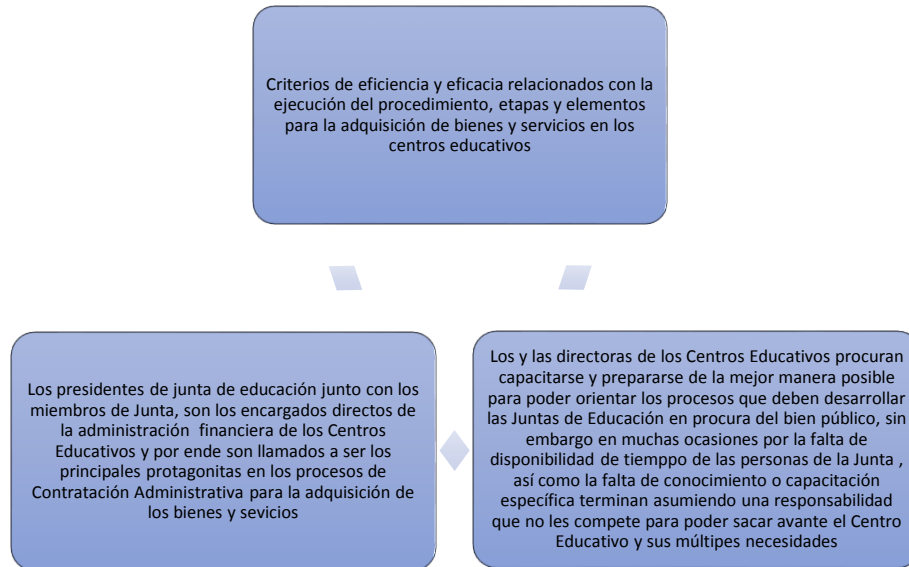 Criterios de eficiencia y eficacia relacionados con la
ejecución del procedimiento, etapas y elementos
para la adquisición de bienes y servicios en los
centros educativos
Los presidentes de junta de educación junto con los
miembros de Junta, son los encargados directos de
la administración financiera de los Centros
Educativos y por ende son llamados a ser los
principales protagonitas en los procesos de
Contratación Administrativa para la adquisición de
los bienes y sevicios
Los y las directoras de los Centros Educativos procuran
capacitarse y prepararse de la mejor manera posible
para poder orientar los procesos que deben desarrollar
las Juntas de Educación en procura del bien público, sin
embargo en muchas ocasiones por la falta de
disponibilidad de tiemppo de las personas de la Junta ,
así como la falta de conocimiento o capacitación
específica terminan asumiendo una responsabilidad
que no les compete para poder sacar avante el Centro
Educativo y sus múltipes necesidades